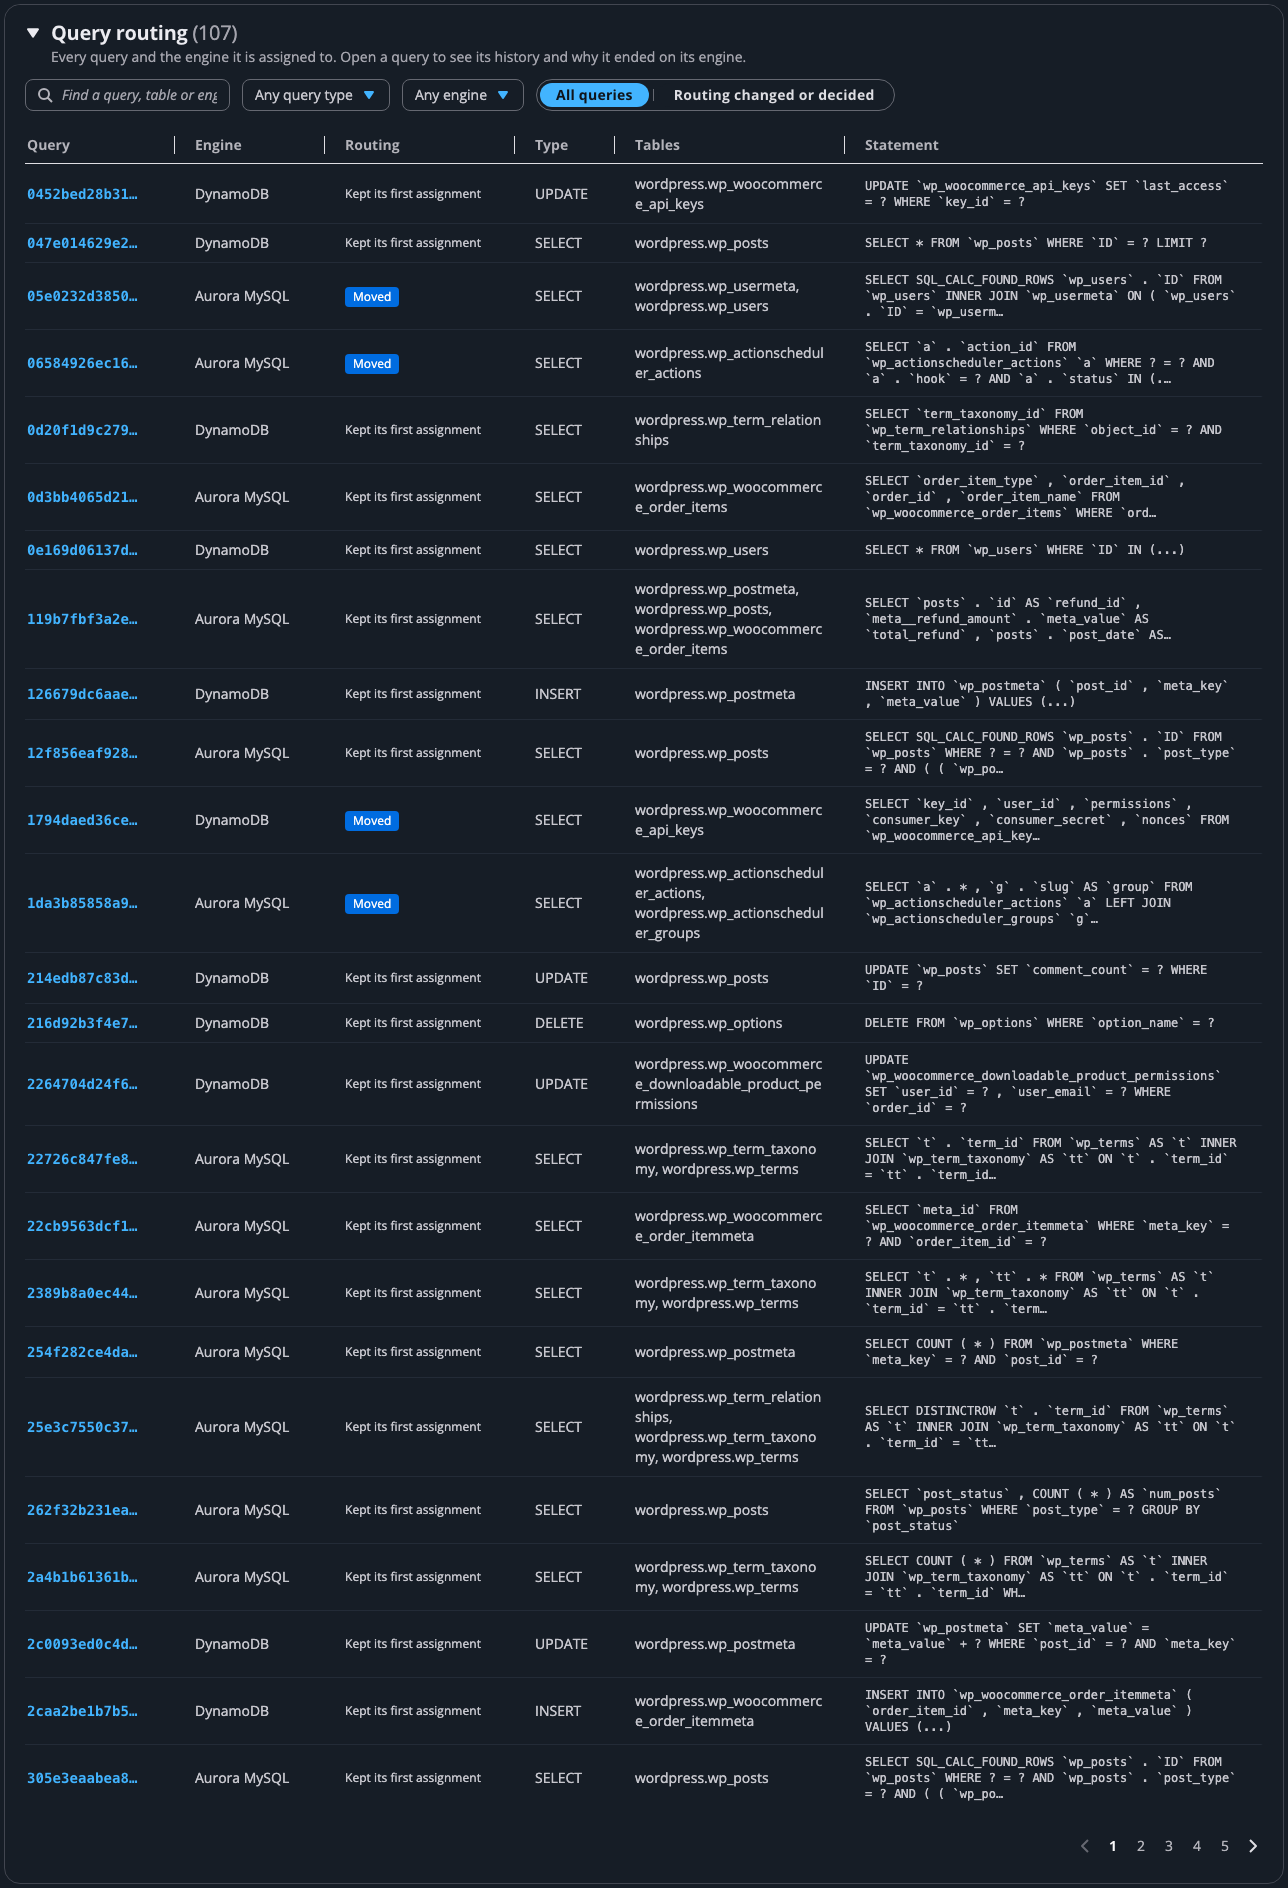 Query routing (107)
Every query and the engine it is assigned to. Open a query to see its history and why it ended on its engine.
Find a query, table or eng
Any query type
Any engine
All queries
Routing changed or decided
Query Engine Routing Type Tables Statement
0452bed28b31… DynamoDB Kept its first assignment UPDATE
wordpress.wp_woocommerc
e_api_keys
UPDATE `wp_woocommerce_api_keys` SET `last_access`
= ? WHERE `key_id` = ?
047e014629e2… DynamoDB Kept its first assignment SELECT wordpress.wp_posts SELECT * FROM `wp_posts` WHERE `ID` = ? LIMIT ?
05e0232d3850… Aurora MySQL Moved SELECT
wordpress.wp_usermeta,
wordpress.wp_users
SELECT SQL_CALC_FOUND_ROWS `wp_users` . `ID` FROM
`wp_users` INNER JOIN `wp_usermeta` ON ( `wp_users`
. `ID` = `wp_userm…
06584926ec16… Aurora MySQL Moved SELECT
wordpress.wp_actionschedul
er_actions
SELECT `a` . `action_id` FROM
`wp_actionscheduler_actions` `a` WHERE ? = ? AND
`a` . `hook` = ? AND `a` . `status` IN (.…
0d20f1d9c279… DynamoDB Kept its first assignment SELECT
wordpress.wp_term_relation
ships
SELECT `term_taxonomy_id` FROM
`wp_term_relationships` WHERE `object_id` = ? AND
`term_taxonomy_id` = ?
0d3bb4065d21… Aurora MySQL Kept its first assignment SELECT
wordpress.wp_woocommerc
e_order_items
SELECT `order_item_type` , `order_item_id` ,
`order_id` , `order_item_name` FROM
`wp_woocommerce_order_items` WHERE `ord…
0e169d06137d… DynamoDB Kept its first assignment SELECT wordpress.wp_users SELECT * FROM `wp_users` WHERE `ID` IN (...)
119b7fbf3a2e… Aurora MySQL Kept its first assignment SELECT
wordpress.wp_postmeta,
wordpress.wp_posts,
wordpress.wp_woocommerc
e_order_items
SELECT `posts` . `id` AS `refund_id` ,
`meta__refund_amount` . `meta_value` AS
`total_refund` , `posts` . `post_date` AS…
126679dc6aae… DynamoDB Kept its first assignment INSERT wordpress.wp_postmeta
INSERT INTO `wp_postmeta` ( `post_id` , `meta_key`
, `meta_value` ) VALUES (...)
12f856eaf928… Aurora MySQL Kept its first assignment SELECT wordpress.wp_posts
SELECT SQL_CALC_FOUND_ROWS `wp_posts` . `ID` FROM
`wp_posts` WHERE ? = ? AND `wp_posts` . `post_type`
= ? AND ( ( `wp_po…
1794daed36ce… DynamoDB Moved SELECT
wordpress.wp_woocommerc
e_api_keys
SELECT `key_id` , `user_id` , `permissions` ,
`consumer_key` , `consumer_secret` , `nonces` FROM
`wp_woocommerce_api_key…
1da3b85858a9… Aurora MySQL Moved SELECT
wordpress.wp_actionschedul
er_actions,
wordpress.wp_actionschedul
er_groups
SELECT `a` . * , `g` . `slug` AS `group` FROM
`wp_actionscheduler_actions` `a` LEFT JOIN
`wp_actionscheduler_groups` `g`…
214edb87c83d… DynamoDB Kept its first assignment UPDATE wordpress.wp_posts
UPDATE `wp_posts` SET `comment_count` = ? WHERE
`ID` = ?
216d92b3f4e7… DynamoDB Kept its first assignment DELETE wordpress.wp_options DELETE FROM `wp_options` WHERE `option_name` = ?
2264704d24f6… DynamoDB Kept its first assignment UPDATE
wordpress.wp_woocommerc
e_downloadable_product_pe
rmissions
UPDATE
`wp_woocommerce_downloadable_product_permissions`
SET `user_id` = ? , `user_email` = ? WHERE
`order_id` = ?
22726c847fe8… Aurora MySQL Kept its first assignment SELECT
wordpress.wp_term_taxono
my, wordpress.wp_terms
SELECT `t` . `term_id` FROM `wp_terms` AS `t` INNER
JOIN `wp_term_taxonomy` AS `tt` ON `t` . `term_id`
= `tt` . `term_id…
22cb9563dcf1… Aurora MySQL Kept its first assignment SELECT
wordpress.wp_woocommerc
e_order_itemmeta
SELECT `meta_id` FROM
`wp_woocommerce_order_itemmeta` WHERE `meta_key` =
? AND `order_item_id` = ?
2389b8a0ec44… Aurora MySQL Kept its first assignment SELECT
wordpress.wp_term_taxono
my, wordpress.wp_terms
SELECT `t` . * , `tt` . * FROM `wp_terms` AS `t`
INNER JOIN `wp_term_taxonomy` AS `tt` ON `t` .
`term_id` = `tt` . `term…
254f282ce4da… Aurora MySQL Kept its first assignment SELECT wordpress.wp_postmeta
SELECT COUNT ( * ) FROM `wp_postmeta` WHERE
`meta_key` = ? AND `post_id` = ?
25e3c7550c37… Aurora MySQL Kept its first assignment SELECT
wordpress.wp_term_relation
ships,
wordpress.wp_term_taxono
my, wordpress.wp_terms
SELECT DISTINCTROW `t` . `term_id` FROM `wp_terms`
AS `t` INNER JOIN `wp_term_taxonomy` AS `tt` ON `t`
. `term_id` = `tt…
262f32b231ea… Aurora MySQL Kept its first assignment SELECT wordpress.wp_posts
SELECT `post_status` , COUNT ( * ) AS `num_posts`
FROM `wp_posts` WHERE `post_type` = ? GROUP BY
`post_status`
2a4b1b61361b… Aurora MySQL Kept its first assignment SELECT
wordpress.wp_term_taxono
my, wordpress.wp_terms
SELECT COUNT ( * ) FROM `wp_terms` AS `t` INNER
JOIN `wp_term_taxonomy` AS `tt` ON `t` . `term_id`
= `tt` . `term_id` WH…
2c0093ed0c4d… DynamoDB Kept its first assignment UPDATE wordpress.wp_postmeta
UPDATE `wp_postmeta` SET `meta_value` =
`meta_value` + ? WHERE `post_id` = ? AND `meta_key`
= ?
2caa2be1b7b5… DynamoDB Kept its first assignment INSERT
wordpress.wp_woocommerc
e_order_itemmeta
INSERT INTO `wp_woocommerce_order_itemmeta` (
`order_item_id` , `meta_key` , `meta_value` )
VALUES (...)
305e3eaabea8… Aurora MySQL Kept its first assignment SELECT wordpress.wp_posts
SELECT SQL_CALC_FOUND_ROWS `wp_posts` . `ID` FROM
`wp_posts` WHERE ? = ? AND `wp_posts` . `post_type`
= ? AND ( ( `wp_po…
1 2 3 4 5